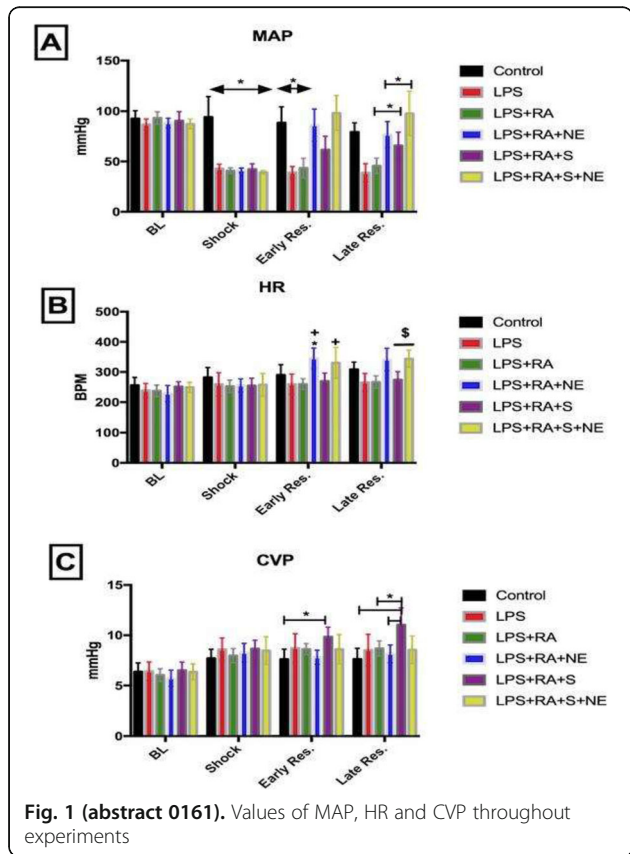 A
MAP
mmHg
150
100
50
0
*
*
*
*
BL
Shock
Early Res.
Late Res.
Control
LPS
LPS+RA
LPS+RA+NE
LPS+RA+S
LPS+RA+S+NE
B
HR
BPM
500
400
300
200
100
0
+
*
+
$
BL
Shock
Early Res.
Late Res.
Control
LPS
LPS+RA
LPS+RA+NE
LPS+RA+S
LPS+RA+S+NE
C
CVP
mmHg
15
10
5
0
*
*
BL
Shock
Early Res.
Late Res.
Control
LPS
LPS+RA
LPS+RA+NE
LPS+RA+S
LPS+RA+S+NE
Fig. 1 (abstract 0161). Values of MAP, HR and CVP throughout
experiments